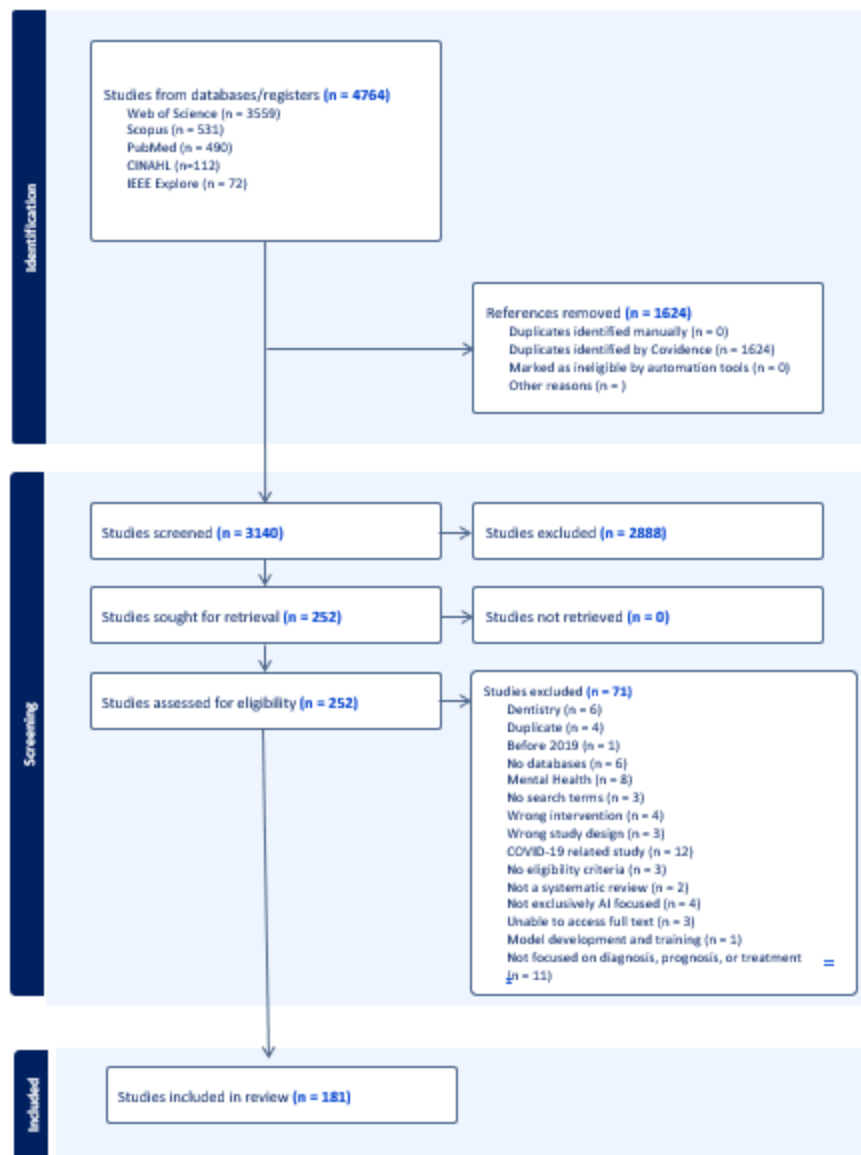 Identification
Studies from databases/registers (n = 4764)
Web of Science (n = 3559)
Scopus (n = 531)
PubMed (n = 490)
CINAHL (n=112)
IEEE Explore (n = 72)
References removed (n = 1624)
Duplicates identified manually (n = 0)
Duplicates identified by Covidence (n = 1624)
Marked as ineligible by automation tools (n = 0)
Other reasons (n = )
Screening
Studies screened (n = 3140)
Studies excluded (n = 2888)
Studies sought for retrieval (n = 252)
Studies not retrieved (n = 0)
Studies assessed for eligibility (n = 252)
Studies excluded (n = 71)
Dentistry (n = 6)
Duplicate (n = 4)
Before 2019 (n = 1)
No databases (n = 6)
Mental Health (n = 8)
No search terms (n = 3)
Wrong intervention (n = 4)
Wrong study design (n = 3)
COVID-19 related study (n = 12)
No eligibility criteria (n = 3)
Not a systematic review (n = 2)
Not exclusively AI focused (n = 4)
Unable to access full text (n = 3)
Model development and training (n = 1)
Not focused on diagnosis, prognosis, or treatment =
(n = 11)
Included
Studies included in review (n = 181)